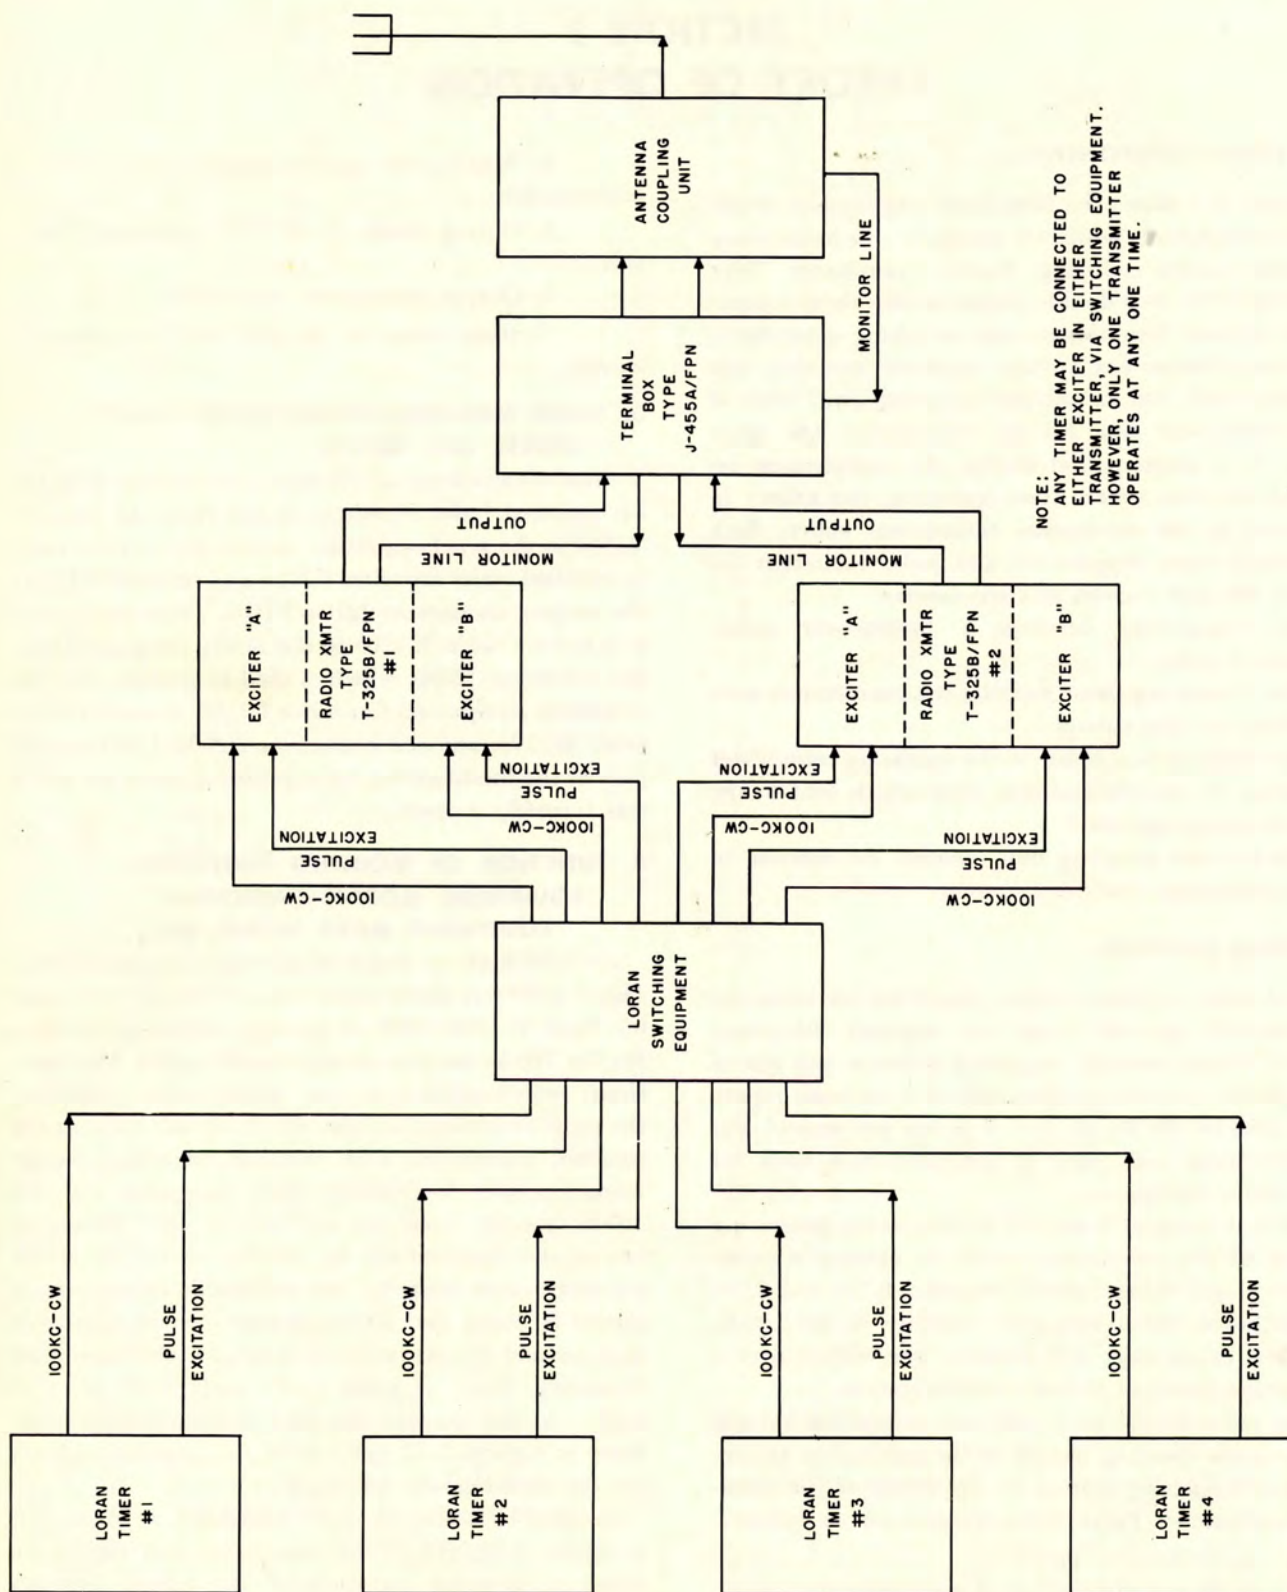 LORAN
TIMER
#1
100KC-CW
PULSE
EXCITATION
LORAN
TIMER
#2
100KC-CW
PULSE
EXCITATION
LORAN
TIMER
#3
100KC-CW
PULSE
EXCITATION
LORAN
TIMER
#4
100KC-CW
PULSE
EXCITATION
LORAN
SWITCHING
EQUIPMENT
100KC-CW
PULSE
EXCITATION
100KC-CW
PULSE
EXCITATION
PULSE
EXCITATION
100KC-CW
PULSE
EXCITATION
100KC-CW
EXCITER "A"
RADIO XMTR
TYPE
T-325B/FPN
#1
EXCITER "B"
EXCITER "A"
RADIO XMTR
TYPE
T-325B/FPN
#2
EXCITER "B"
OUTPUT
MONITOR LINE
MONITOR LINE
OUTPUT
TERMINAL
BOX
TYPE
J-455A/FPN
MONITOR LINE
ANTENNA
COUPLING
UNIT
NOTE:
ANY TIMER MAY BE CONNECTED TO
EITHER EXCITER IN EITHER
TRANSMITTER, VIA SWITCHING EQUIPMENT.
HOWEVER, ONLY ONE TRANSMITTER
OPERATES AT ANY ONE TIME.